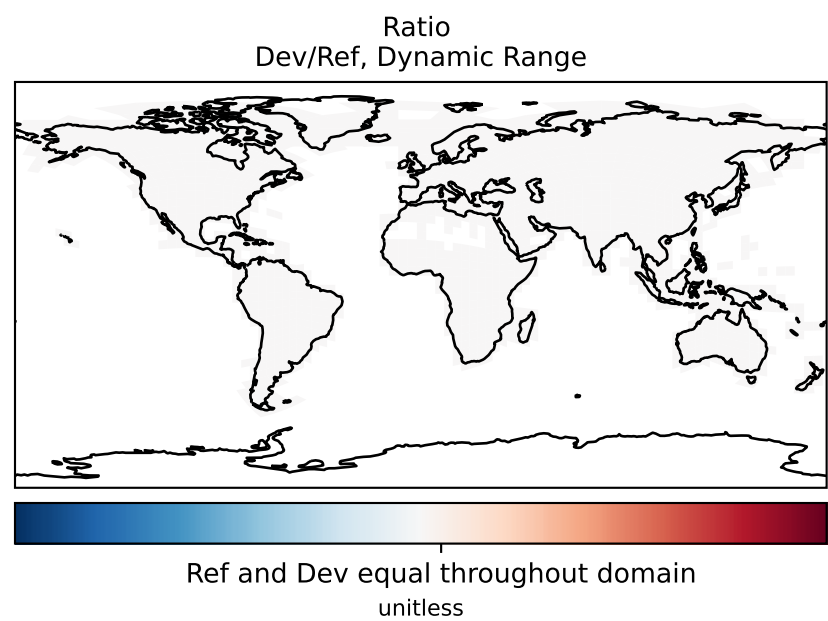 Ratio
Dev/Ref, Dynamic Range
Ref and Dev equal throughout domain
unitless